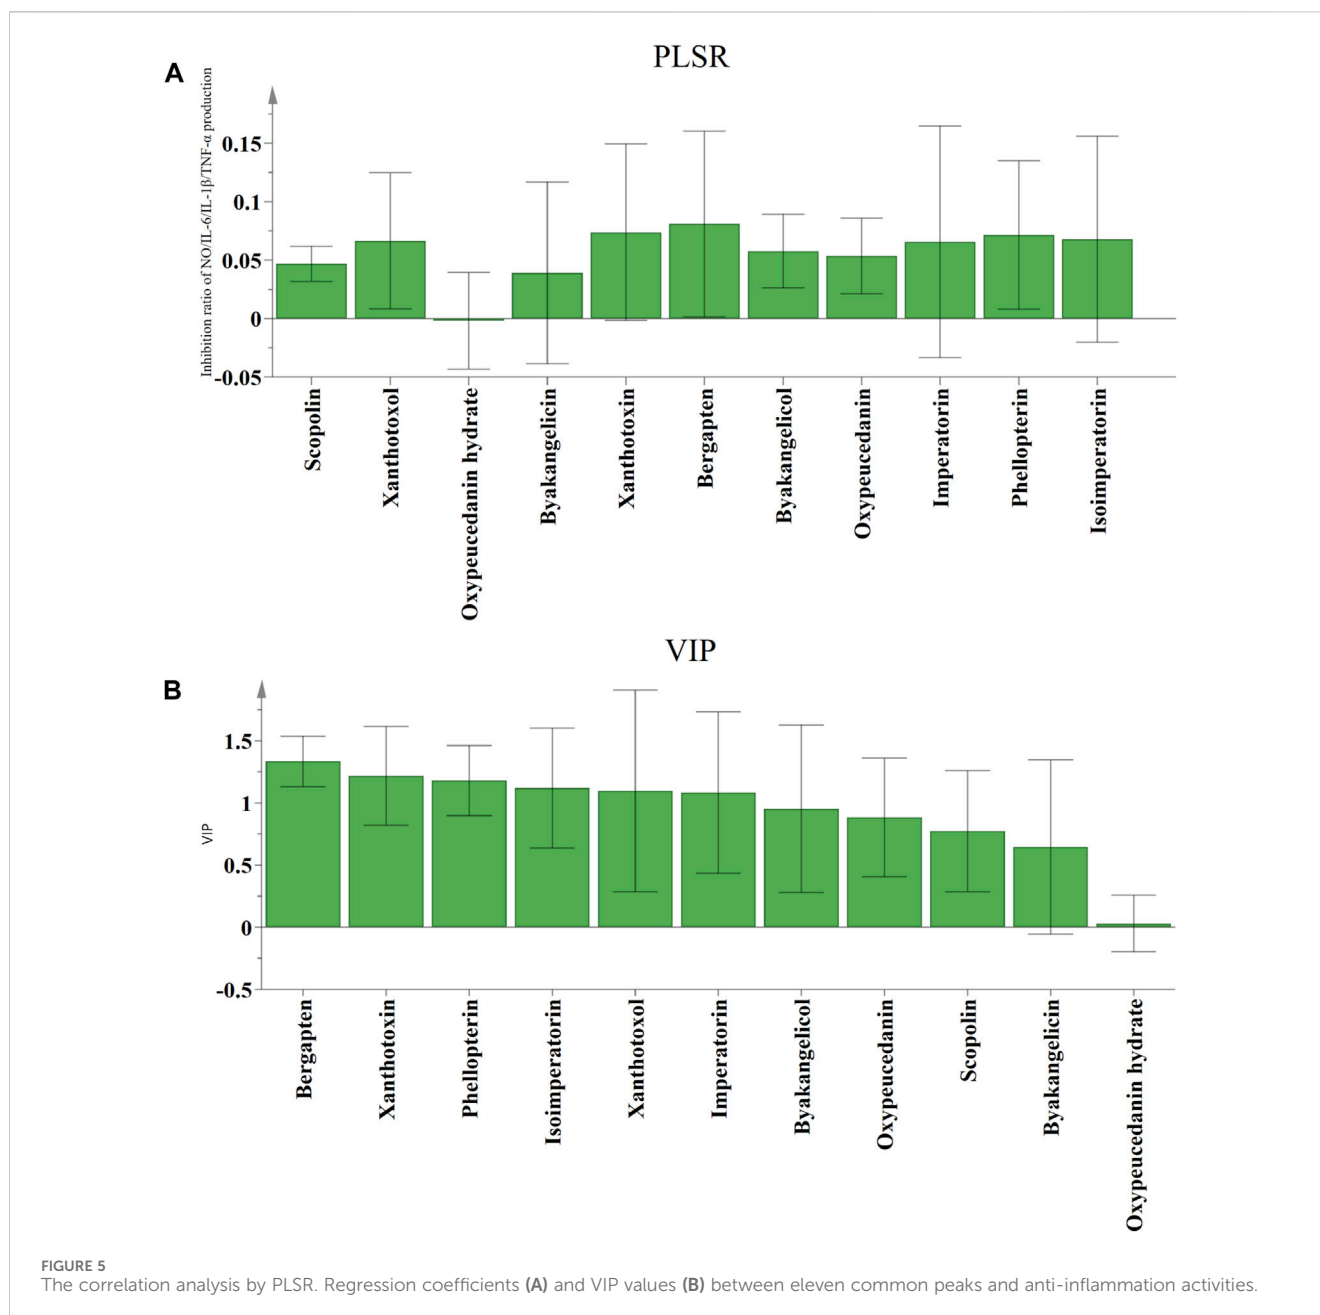 PLSR
A
Inhibition ratio of NO/IL-6/IL-1β/TNF-α production
0.15
0.1
0.05
0
-0.05
Scopolin
Xanthotoxol
Oxypeucedanin hydrate
Byakangelicin
Xanthotoxin
Bergapten
Byakangelicol
Oxypeucedanin
Imperatorin
Phellopterin
Isoimperatorin
VIP
B
VIP
1.5
1
0.5
0
-0.5
Bergapten
Xanthotoxin
Phellopterin
Isoimperatorin
Xanthotoxol
Imperatorin
Byakangelicol
Oxypeucedanin
Scopolin
Byakangelicin
Oxypeucedanin hydrate
FIGURE 5
The correlation analysis by PLSR. Regression coefficients (A) and VIP values (B) between eleven common peaks and anti-inflammation activities.